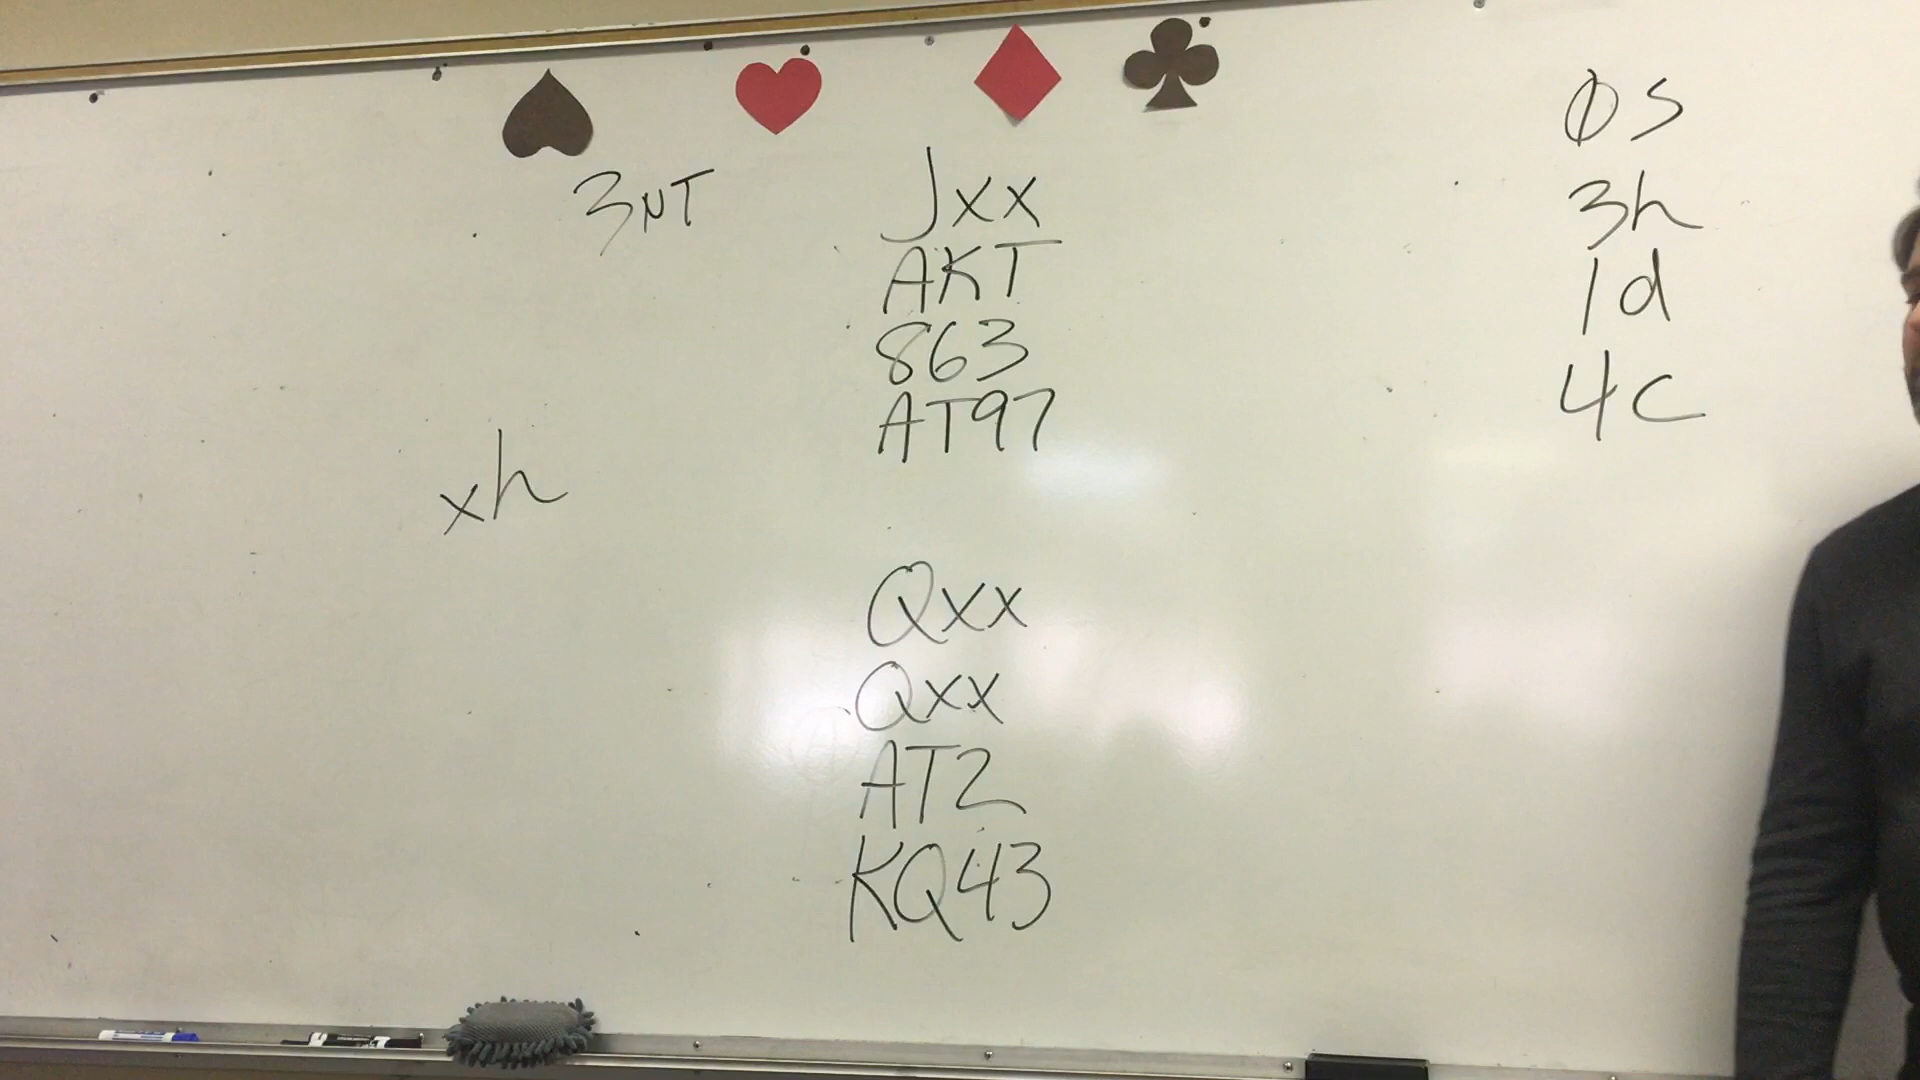 3NT
Jxx
AKT
863
AT97
xh
Qxx
Qxx
AT2
KQ43
0s
3h
1d
4c